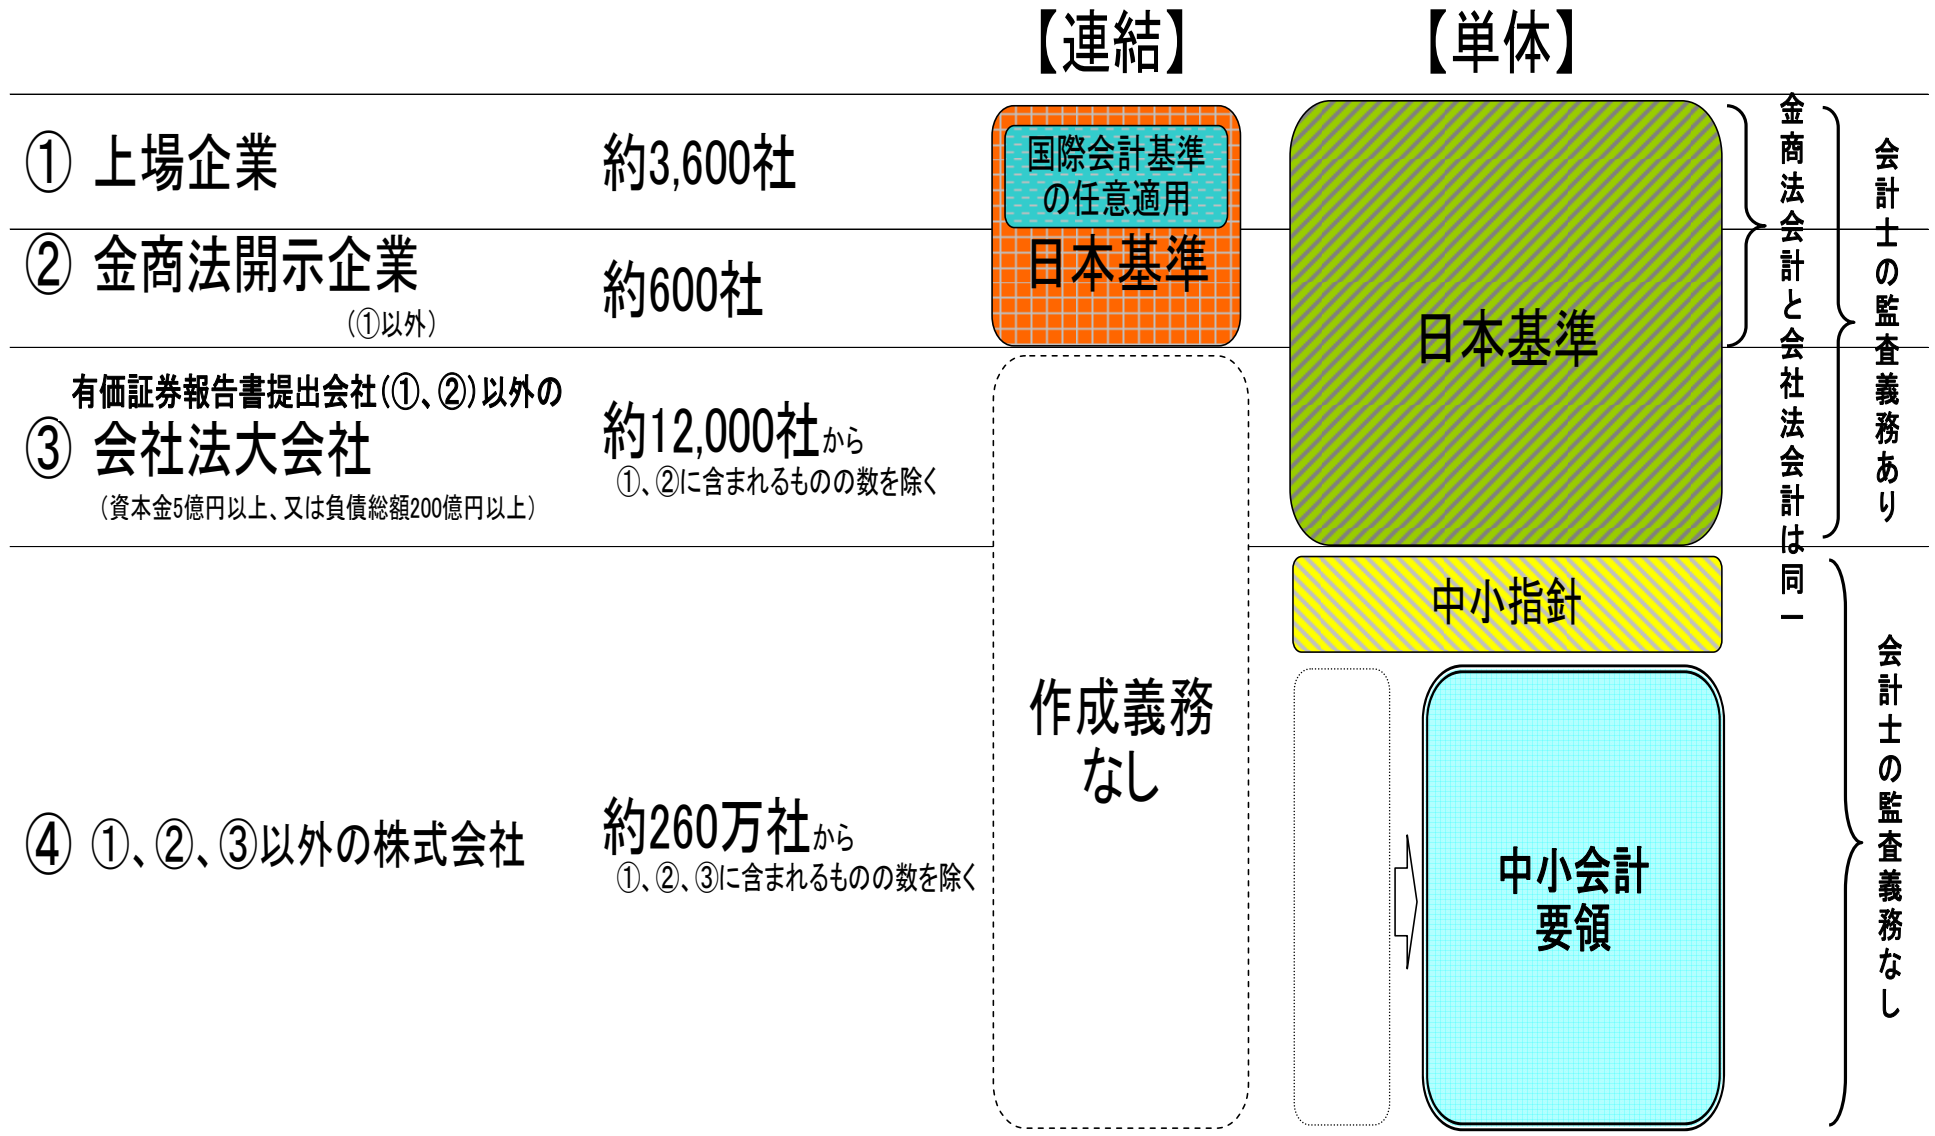 【連結】
【単体】
① 上場企業
約3,600社
国際会計基準
の任意適用
② 金商法開示企業
(①以外)
約600社
日本基準
日本基準
有価証券報告書提出会社(①、②)以外の
③ 会社法大会社
(資本金5億円以上、又は負債総額200億円以上)
約12,000社から
①、②に含まれるものの数を除く
金商法会計と会社法会計は同一
会計士の監査義務あり
中小指針
作成義務
なし
④ ①、②、③以外の株式会社
約260万社から
①、②、③に含まれるものの数を除く
中小会計
要領
会計士の監査義務なし